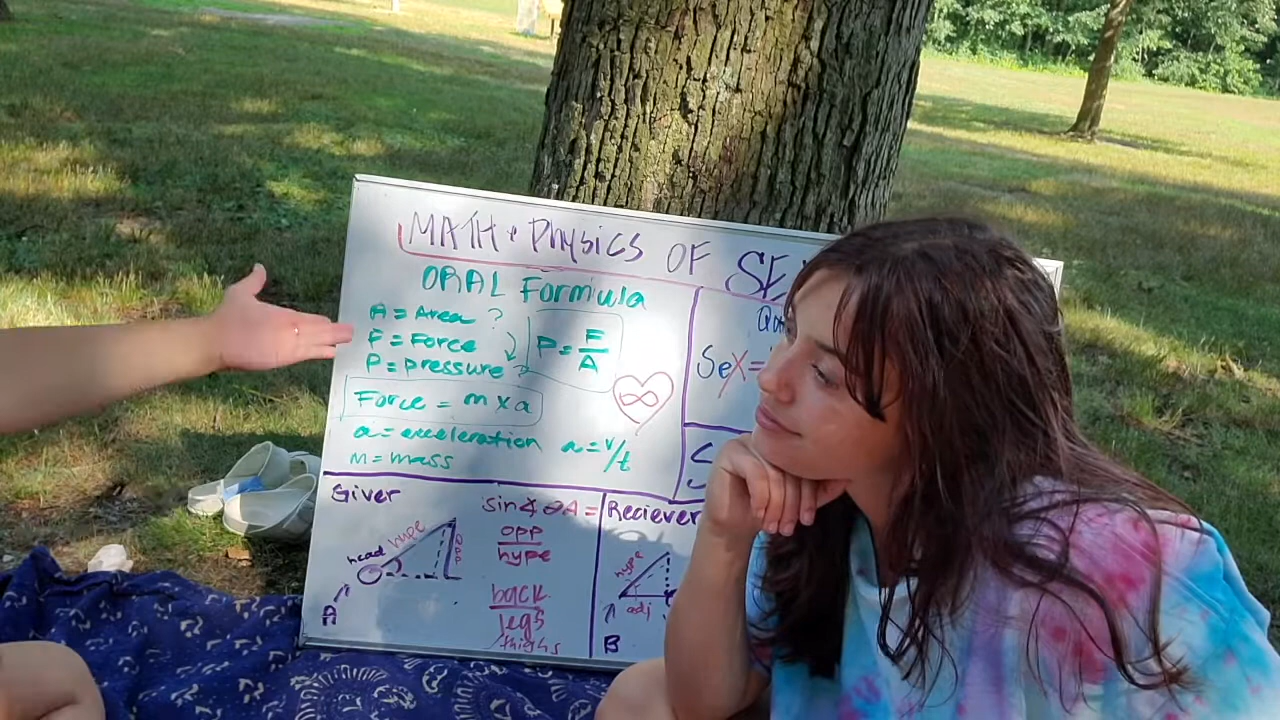 MATH + Physics OF SE
ORAL Formula
A = Area ?
F = Force
P = pressure ?
P = F/A
Force = m x a
a = acceleration a = v/t
M = mass
Sex =
Giver
sin∢ θA =
opp
hype
head hype opp
A
back
legs
/thighs
Reciever
hype
adj
B